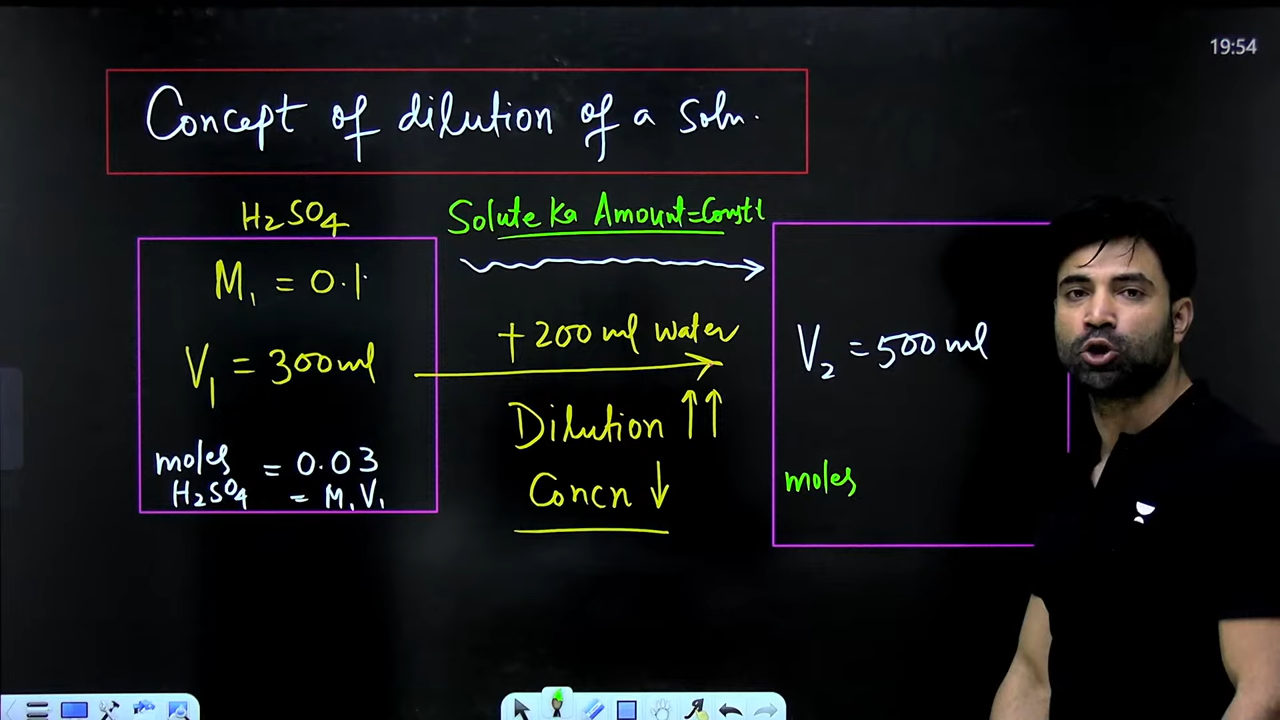 19:54
Concept of dilution of a soln.
H2SO4
Solute Ka Amount=Const
M1 = 0.1
+200 ml water
V1 = 300ml
V2 = 500 ml
Dilution ↑↑
Concn ↓
moles = 0.03
H2SO4 = M1V1
moles